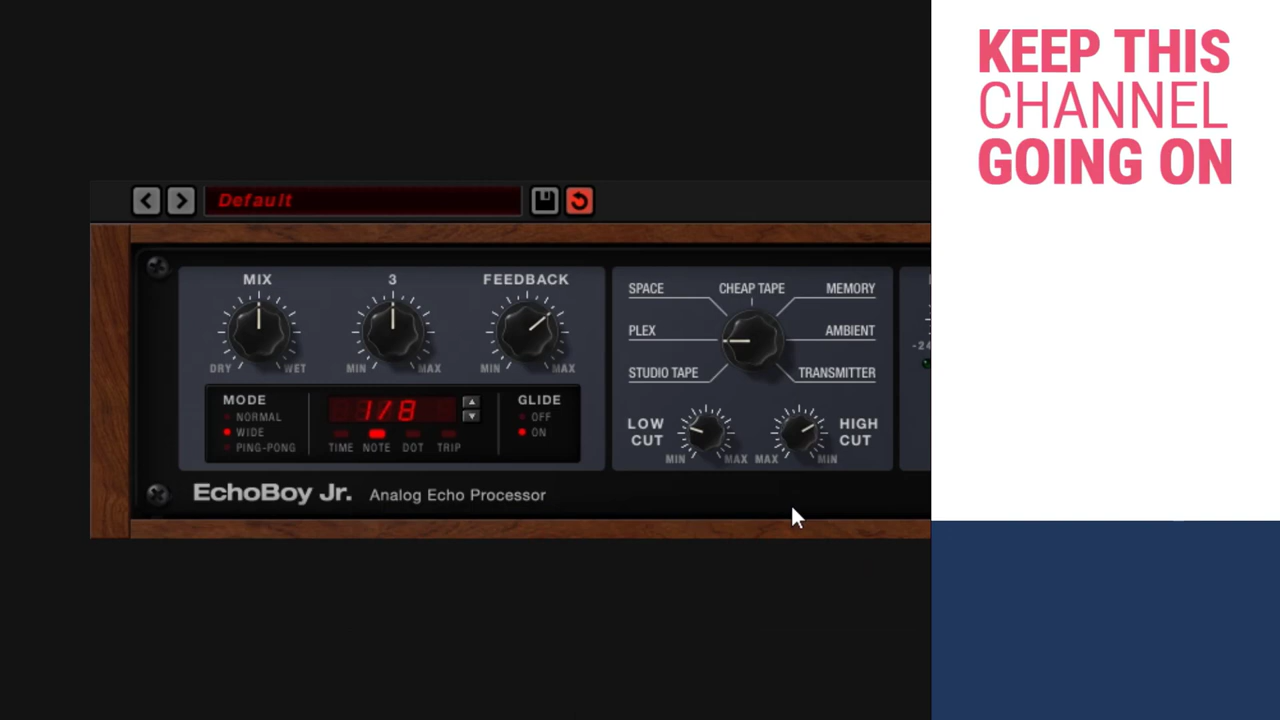 KEEP THIS
CHANNEL
GOING ON
Default
MIX
3
FEEDBACK
DRY
WET
MIN
MAX
MIN
MAX
MODE
NORMAL
WIDE
PING-PONG
1/8
TIME NOTE DOT TRIP
GLIDE
OFF
ON
SPACE
CHEAP TAPE
MEMORY
PLEX
AMBIENT
STUDIO TAPE
TRANSMITTER
LOW
CUT
MIN
MAX
HIGH
CUT
MAX
MIN
-24
EchoBoy Jr. Analog Echo Processor